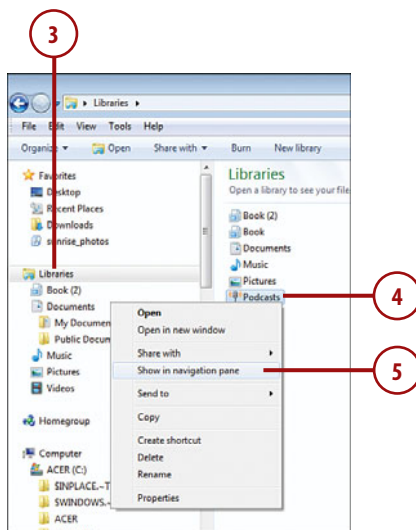 3
Libraries
File Edit View Tools Help
Organize Open Share with Burn New library
Favorites
Desktop
Recent Places
Downloads
sunrise_photos
Libraries
Book (2)
Documents
My Documen
Public Docum
Music
Pictures
Videos
Homegroup
Computer
ACER (C:)
$INPLACE.~T
$WINDOWS.~
ACER
Libraries
Open a library to see your file
Book (2)
Book
Documents
Music
Pictures
Podcasts
4
Open
Open in new window
Share with
Show in navigation pane
5
Send to
Copy
Create shortcut
Delete
Rename
Properties